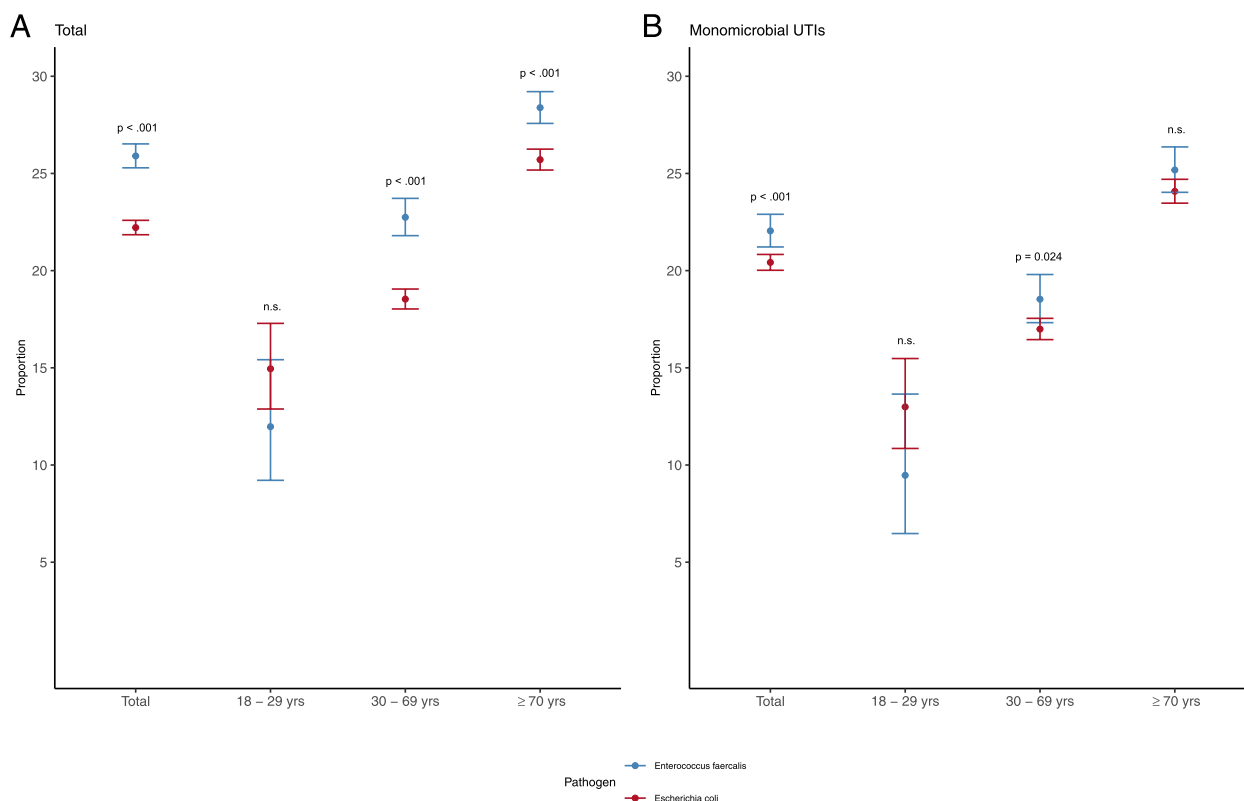 A
Total
30
25
20
15
10
5
Proportion
p < .001
n.s.
p < .001
p < .001
Total
18 – 29 yrs
30 – 69 yrs
≥ 70 yrs
B
Monomicrobial UTIs
30
25
20
15
10
5
Proportion
p < .001
n.s.
p = 0.024
n.s.
Total
18 – 29 yrs
30 – 69 yrs
≥ 70 yrs
Pathogen
Enterococcus faercalis
Escherichia coli